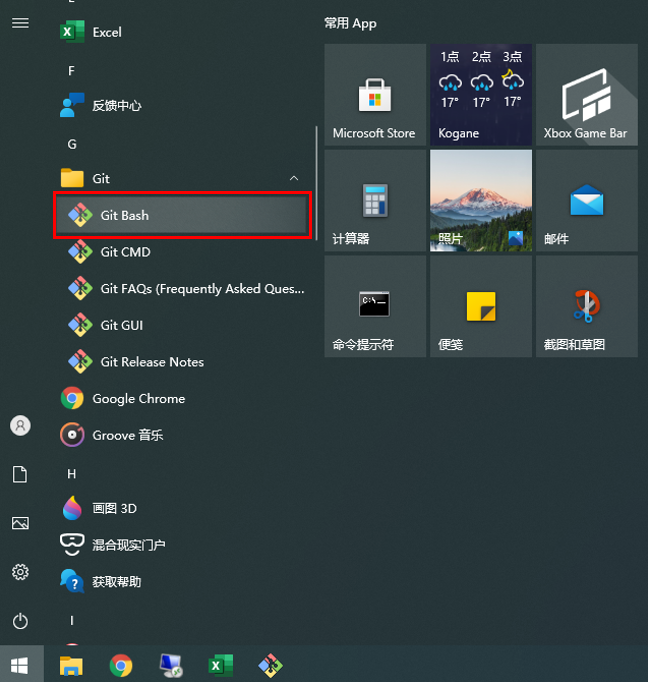 Excel
F
反馈中心
G
Git
Git Bash
Git CMD
Git FAQs (Frequently Asked Ques...
Git GUI
Git Release Notes
Google Chrome
Groove 音乐
H
画图 3D
混合现实门户
获取帮助
I
常用 App
Microsoft Store
1点 2点 3点
17° 17° 17°
Kogane
Xbox Game Bar
计算器
照片
邮件
C:\_
命令提示符
便笺
截图和草图